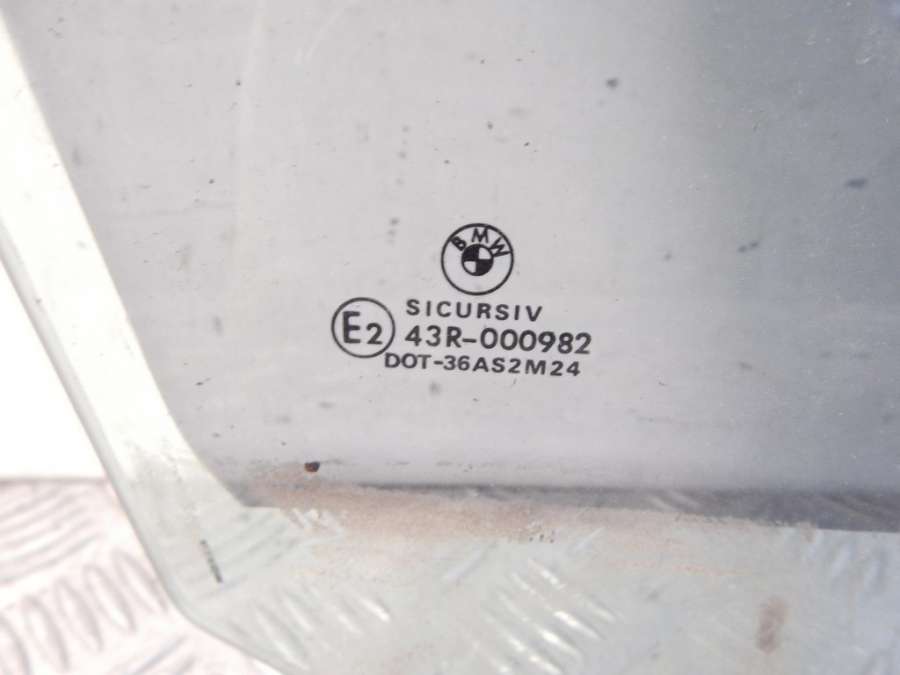 BMW
SICURSIV
E2 43R-000982
DOT-36AS2M24